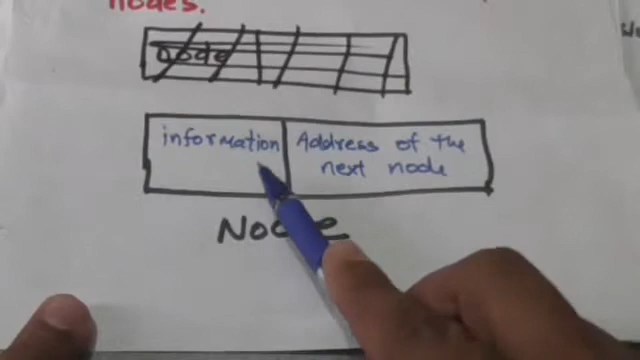 nodes.
node
information
Address of the
next node
Node